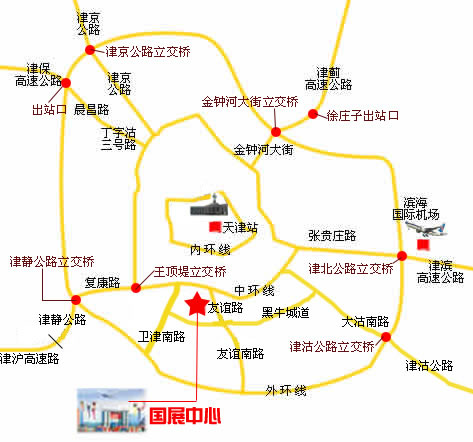 津京
公路
津京公路立交桥
津保
高速公路
津京
公路
津蓟
高速公路
出站口
晨昌路
金钟河大街立交桥
徐庄子出站口
丁字沽
三号路
金钟河大街
滨海
国际机场
天津站
内环线
张贵庄路
津静公路立交桥
复康路
王顶堤立交桥
津北公路立交桥
津滨
高速公路
中环线
友谊路
黑牛城道
津静公路
卫津南路
大沽南路
津沽公路立交桥
津沪高速路
友谊南路
津沽公路
外环线
国展中心